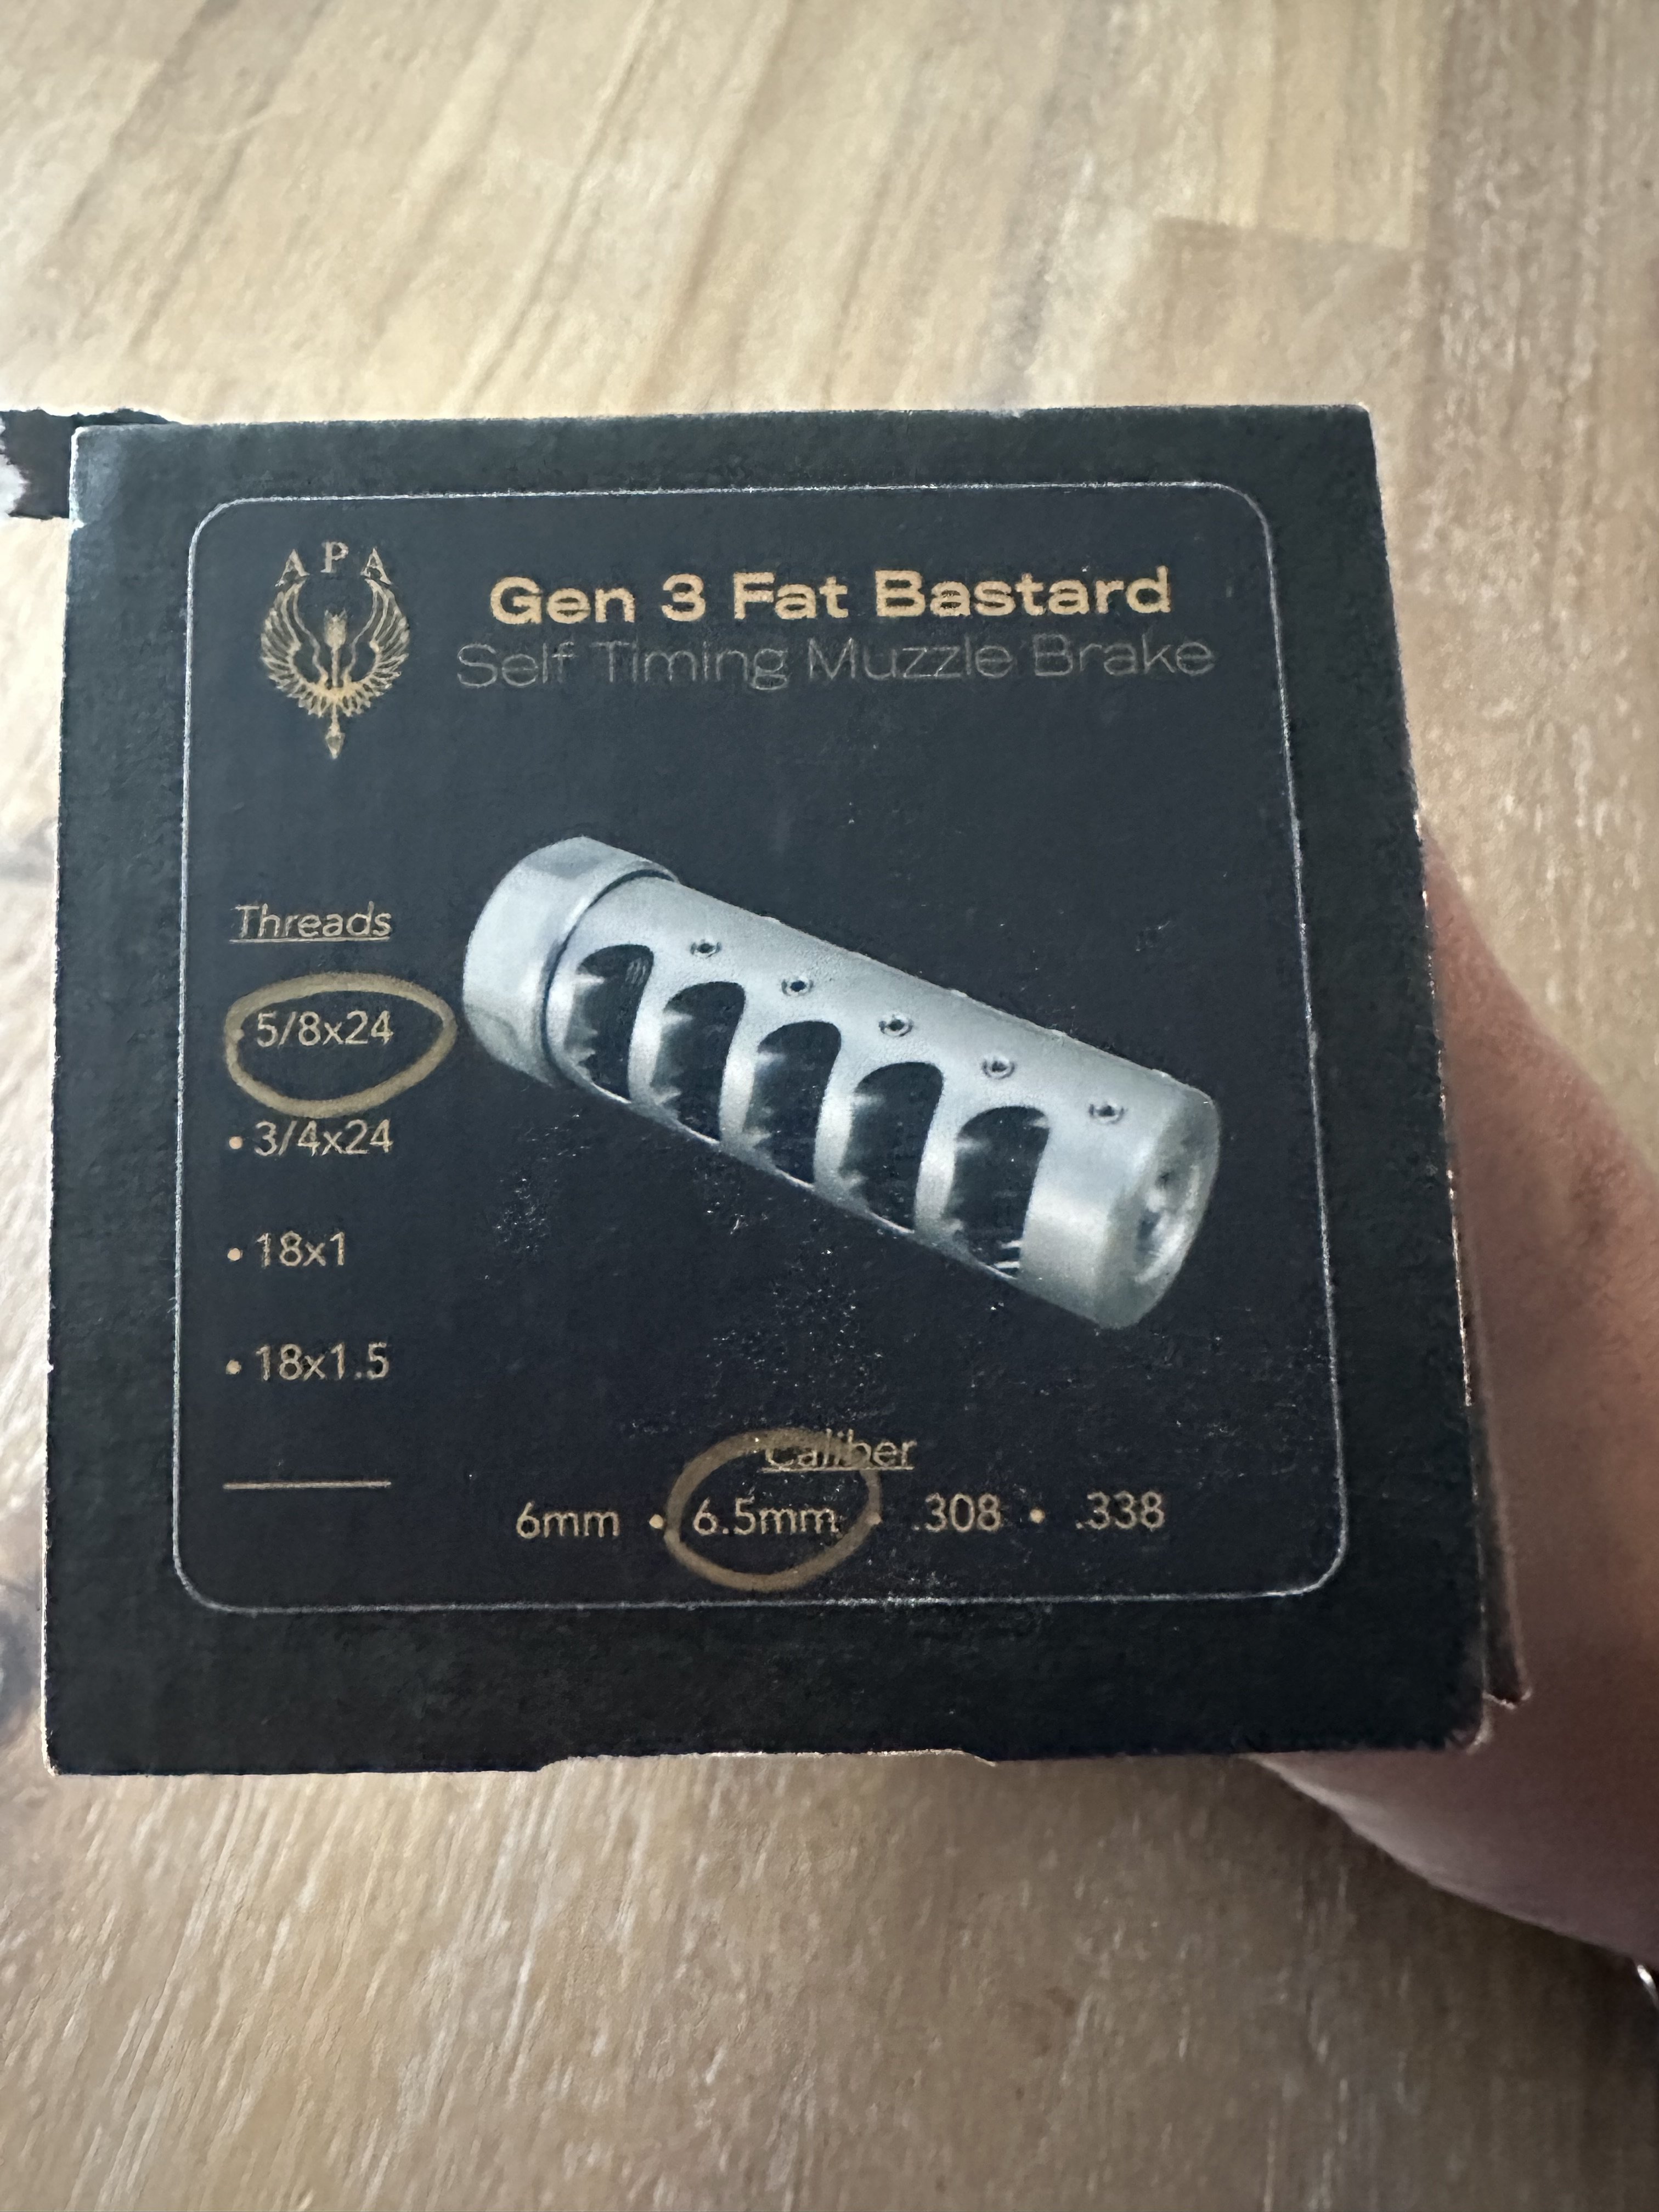 APA
Gen 3 Fat Bastard
Self Timing Muzzle Brake
Threads
• 5/8x24
• 3/4x24
• 18x1
• 18x1.5
Caliber
6mm • 6.5mm • .308 • .338